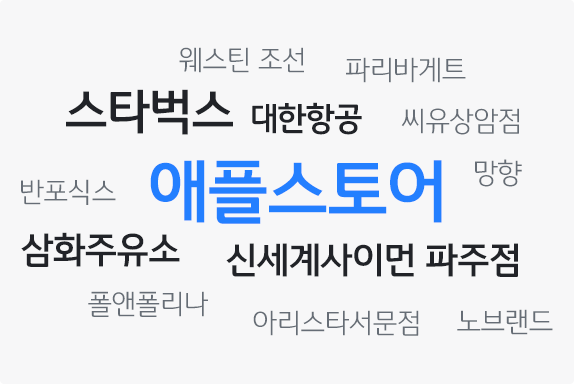 웨스틴 조선
파리바게트
스타벅스
대한항공
씨유상암점
애플스토어
망향
반포식스
삼화주유소
신세계사이먼 파주점
폴앤폴리나
아리스타서문점
노브랜드